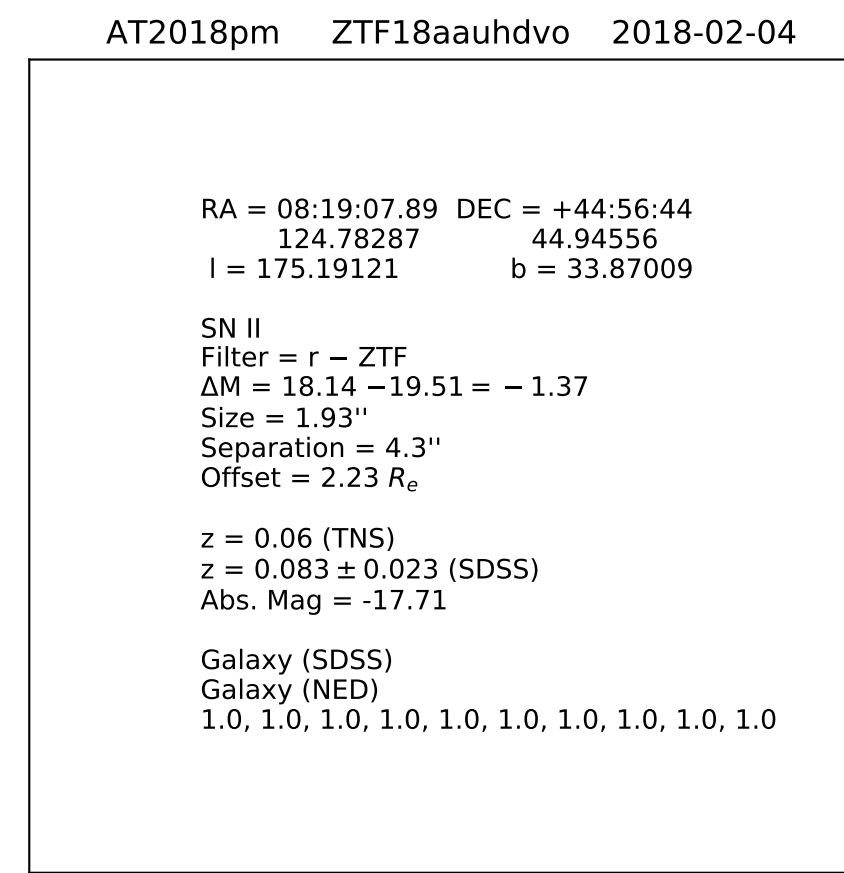 AT2018pm ZTF18aauhdvo 2018-02-04
RA = 08:19:07.89 DEC = +44:56:44
124.78287 44.94556
l = 175.19121 b = 33.87009
SN II
Filter = r − ZTF
ΔM = 18.14 −19.51 = − 1.37
Size = 1.93''
Separation = 4.3''
Offset = 2.23 Rₑ
z = 0.06 (TNS)
z = 0.083 ± 0.023 (SDSS)
Abs. Mag = -17.71
Galaxy (SDSS)
Galaxy (NED)
1.0, 1.0, 1.0, 1.0, 1.0, 1.0, 1.0, 1.0, 1.0, 1.0